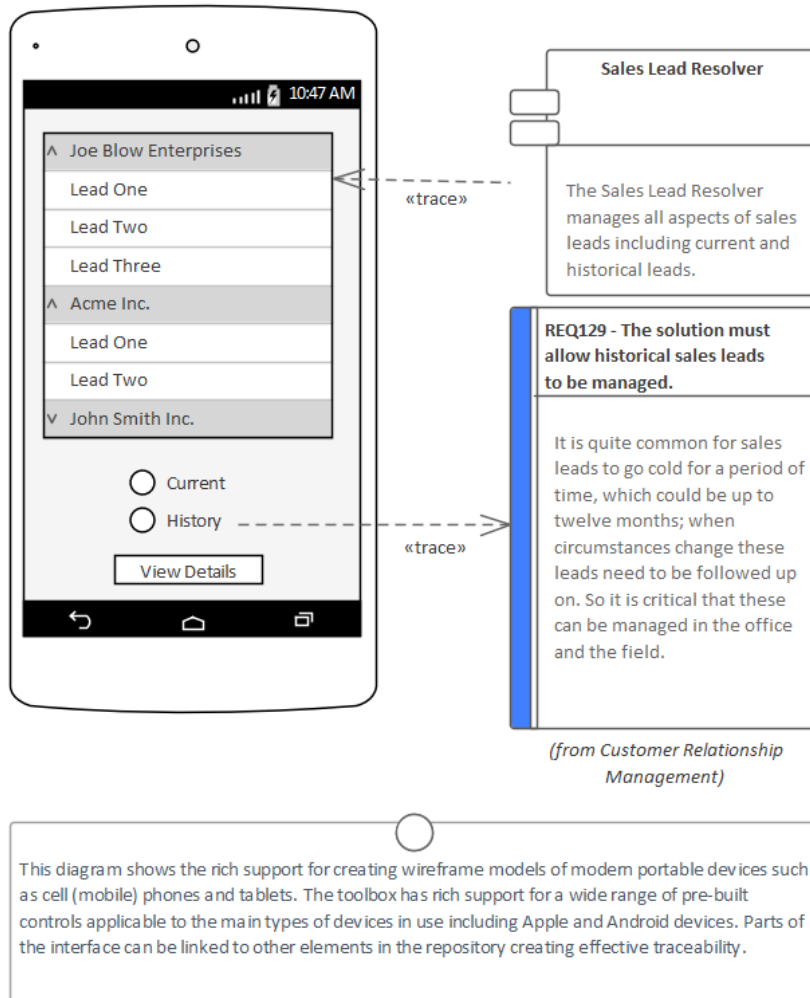 10:47 AM
Joe Blow Enterprises
Lead One
Lead Two
Lead Three
Acme Inc.
Lead One
Lead Two
John Smith Inc.
Current
History
View Details
«trace»
«trace»
Sales Lead Resolver
The Sales Lead Resolver
manages all aspects of sales
leads including current and
historical leads.
REQ129 - The solution must
allow historical sales leads
to be managed.
It is quite common for sales
leads to go cold for a period of
time, which could be up to
twelve months; when
circumstances change these
leads need to be followed up
on. So it is critical that these
can be managed in the office
and the field.
(from Customer Relationship
Management)
This diagram shows the rich support for creating wireframe models of modern portable devices such
as cell (mobile) phones and tablets. The toolbox has rich support for a wide range of pre-built
controls applicable to the main types of devices in use including Apple and Android devices. Parts of
the interface can be linked to other elements in the repository creating effective traceability.